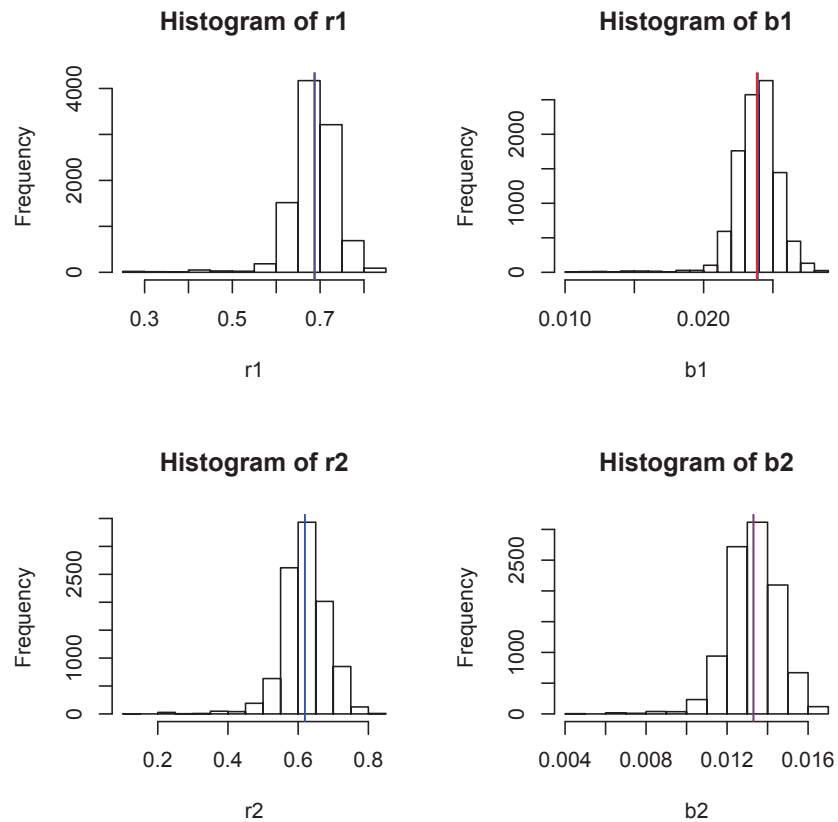 Histogram of r1
Frequency
0
2000
4000
0.3
0.5
0.7
r1
Histogram of b1
Frequency
0
1000
2000
0.010
0.020
b1
Histogram of r2
Frequency
0
1000
2500
0.2
0.4
0.6
0.8
r2
Histogram of b2
Frequency
0
1000
2500
0.004
0.008
0.012
0.016
b2